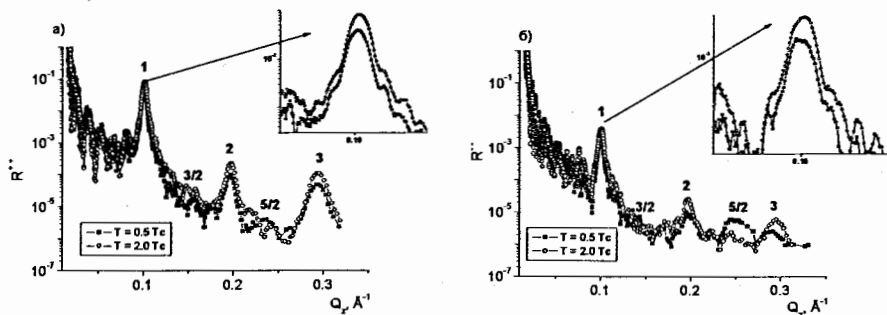 а)
R⁺⁺
10⁻¹
10⁻³
10⁻⁵
10⁻⁷
1
3/2
2
5/2
3
T = 0.5 Tc
T = 2.0 Tc
0.1
0.2
0.3
Q_z, Å⁻¹
0.10
б)
R⁻⁻
10⁻¹
10⁻³
10⁻⁵
10⁻⁷
1
3/2
2
5/2
3
T = 0.5 Tc
T = 2.0 Tc
0.1
0.2
0.3
Å⁻¹
0.10